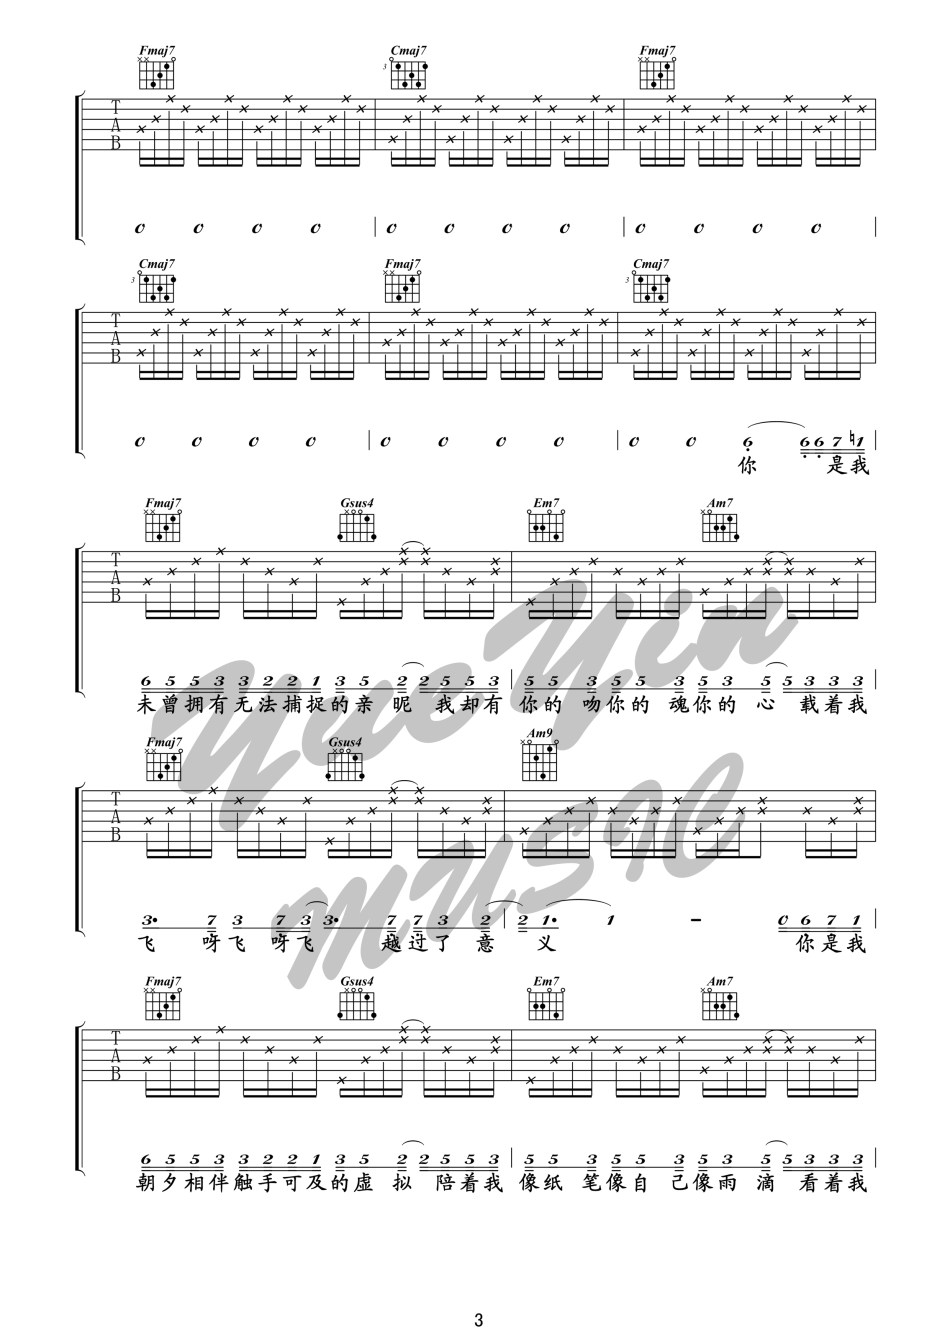 Fmaj7 Cmaj7 Fmaj7
3
T
A
B
0 0 0 0 0 0 0 0 0 0 0 0
Cmaj7 Fmaj7 Cmaj7
3 3
T
A
B
0 0 0 0 0 0 0 0 0 0 6 6 6 7 1
你 是我
Fmaj7 Gsus4 Em7 Am7
T
A
B
6 5 5 3 3 2 2 1 3 5 2 2 5 5 3 5 5 3 5 5 3 5 3 5 5 3 3 3
未曾拥有无法捕捉的亲昵 我却有 你的 吻你的 魂你的 心 载着我
Fmaj7 Gsus4 Am9
T
A
B
3· 7 3 7 3 3· 7 7 3 2 2 1· 1 – 0 6 7 1
飞 呀飞 呀飞 越过了 意 义 你是我
Fmaj7 Gsus4 Em7 Am7
T
A
B
6 5 5 3 3 2 2 1 3 5 2 2 5 5 3 5 5 3 5 5 3 5 3 5 5 3 3 3
朝夕相伴触手可及的虚拟 陪着我 像纸 笔像自 己像雨 滴 看着我
YueYin
MUSIC
3